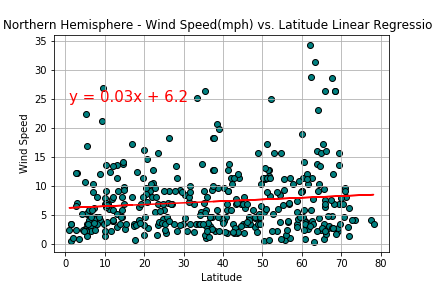 Northern Hemisphere - Wind Speed(mph) vs. Latitude Linear Regressio
35
30
25
20
15
10
5
0
Wind Speed
y = 0.03x + 6.2
0 10 20 30 40 50 60 70 80
Latitude